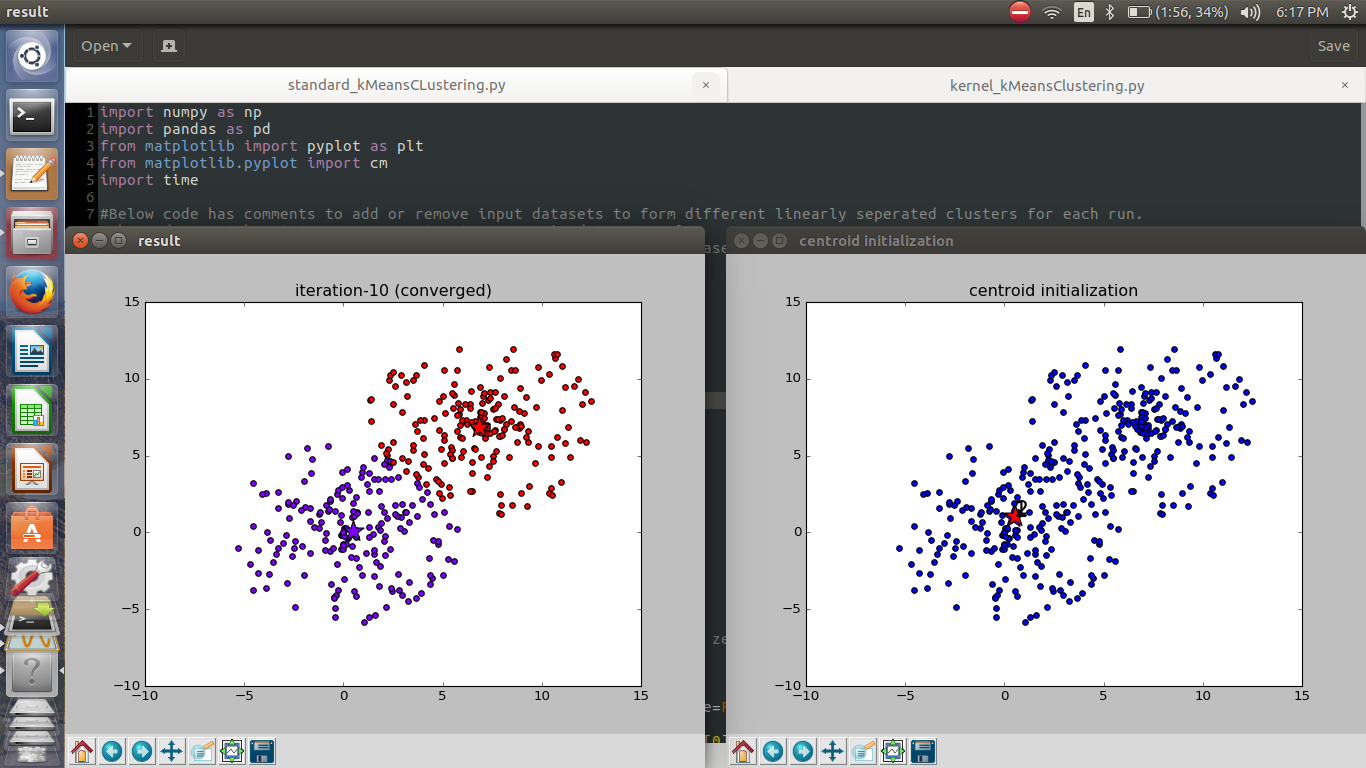 result
En
(1:56, 34%)
6:17 PM
Open
Save
standard_kMeansCLustering.py
×
kernel_kMeansClustering.py
×
1 import numpy as np
2 import pandas as pd
3 from matplotlib import pyplot as plt
4 from matplotlib.pyplot import cm
5 import time
6
7 #Below code has comments to add or remove input datasets to form different linearly seperated clusters for each run.
result
centroid initialization
iteration-10 (converged)
15
10
5
0
−5
−10
−10 −5 0 5 10 15
centroid initialization
15
10
5
0
−5
−10
−10 −5 0 5 10 15